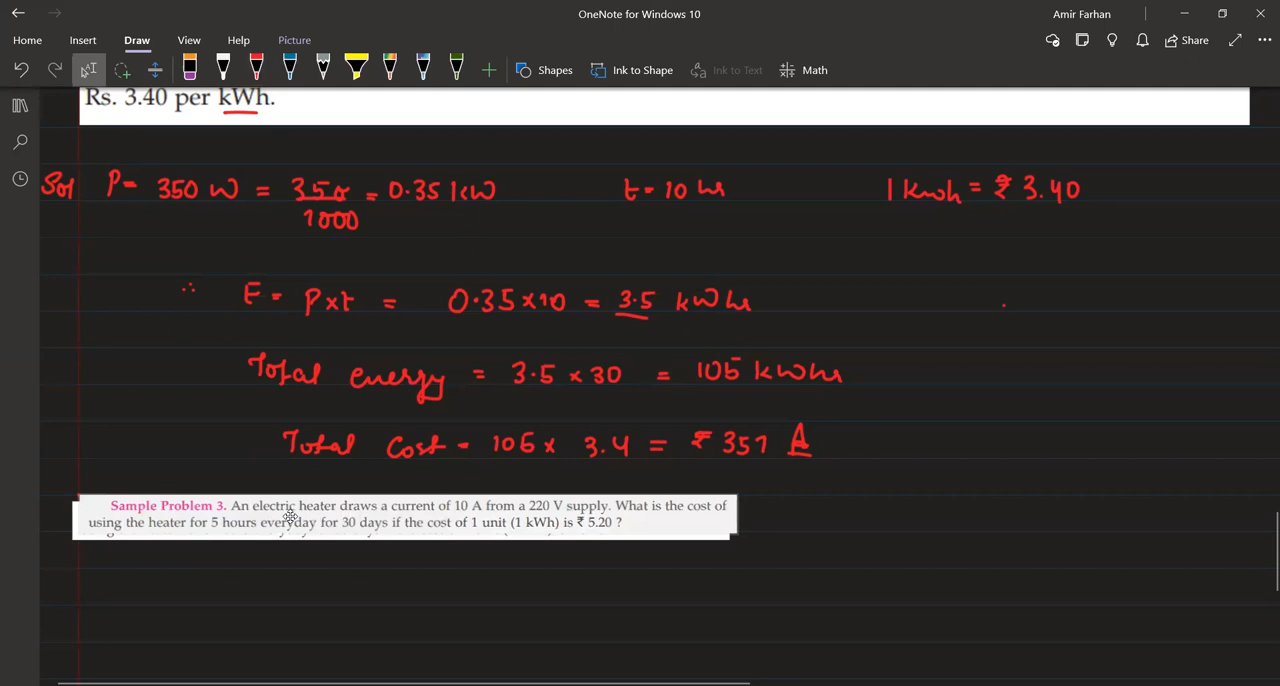 OneNote for Windows 10
Amir Farhan
Home Insert Draw View Help Picture
Share
Shapes Ink to Shape Ink to Text Math
Rs. 3.40 per kWh.
Sol P = 350 W = 350/1000 = 0.35 kW t = 10 hr 1 kWh = ₹ 3.40
∴ E = P×t = 0.35×10 = 3.5 kWhr
Total energy = 3.5 × 30 = 105 kWhr
Total Cost = 105 × 3.4 = ₹ 357 A
Sample Problem 3. An electric heater draws a current of 10 A from a 220 V supply. What is the cost of
using the heater for 5 hours everyday for 30 days if the cost of 1 unit (1 kWh) is ₹ 5.20 ?